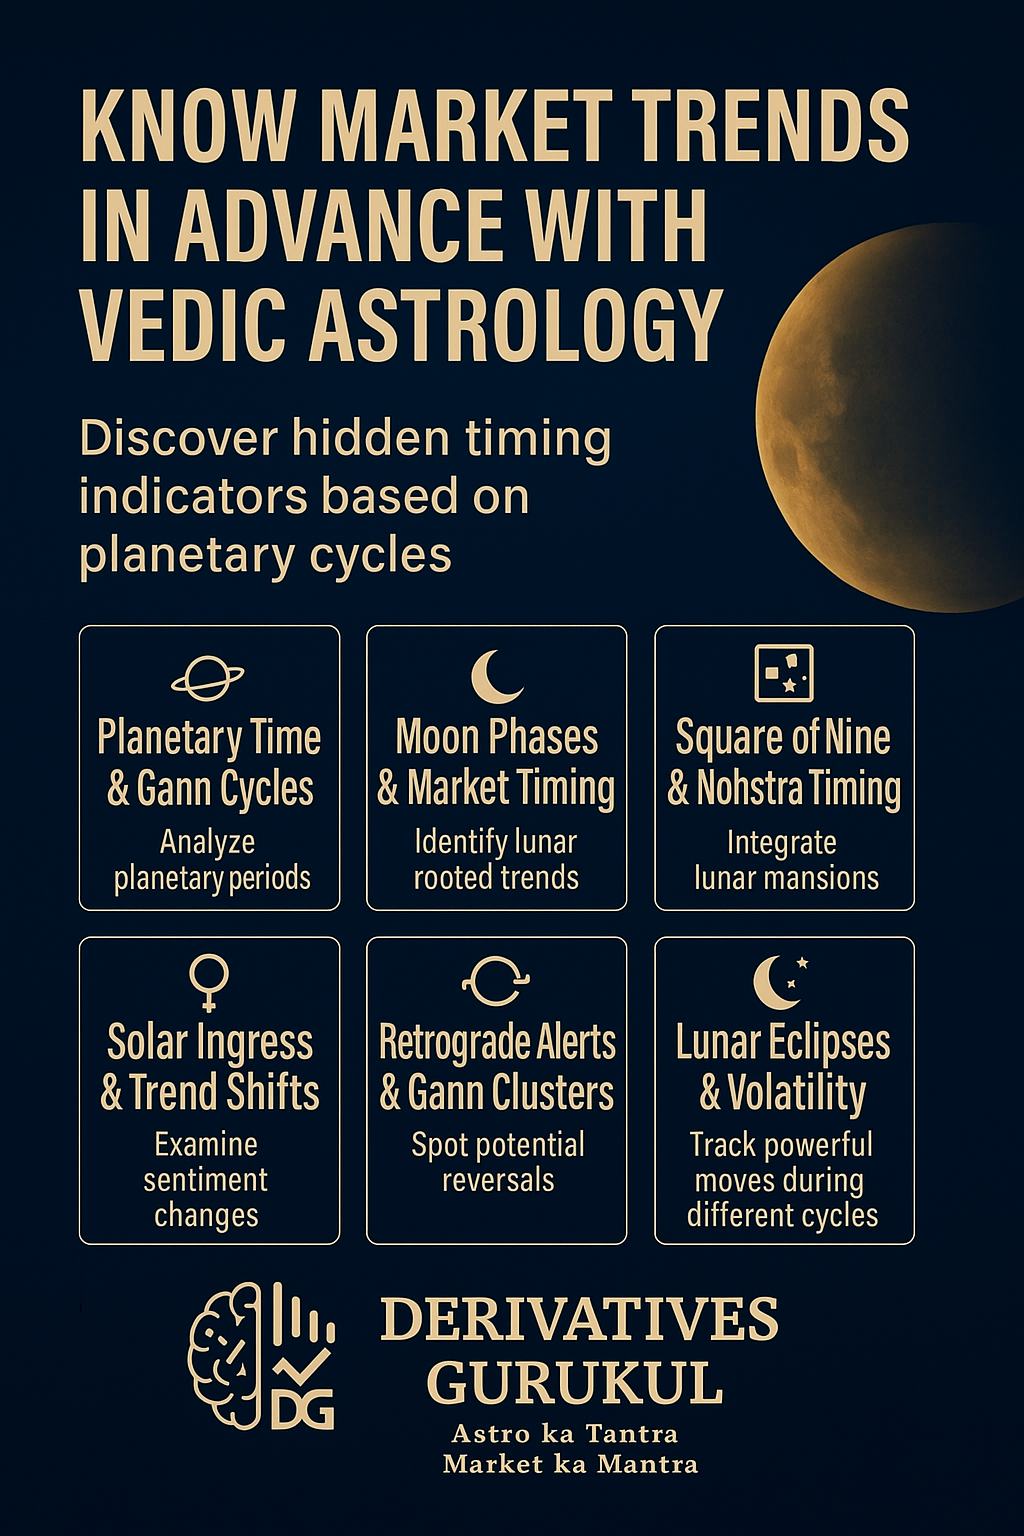 KNOW MARKET TRENDS
IN ADVANCE WITH
VEDIC ASTROLOGY
Discover hidden timing
indicators based on
planetary cycles
Planetary Time
& Gann Cycles
Analyze
planetary periods
Moon Phases
& Market Timing
Identify lunar
rooted trends
Square of Nine
& Nohstra Timing
Integrate
lunar mansions
Solar Ingress
& Trend Shifts
Examine
sentiment
changes
Retrograde Alerts
& Gann Clusters
Spot potential
reversals
Lunar Eclipses
& Volatility
Track powerful
moves during
different cycles
DG
DERIVATIVES
GURUKUL
Astro ka Tantra
Market ka Mantra